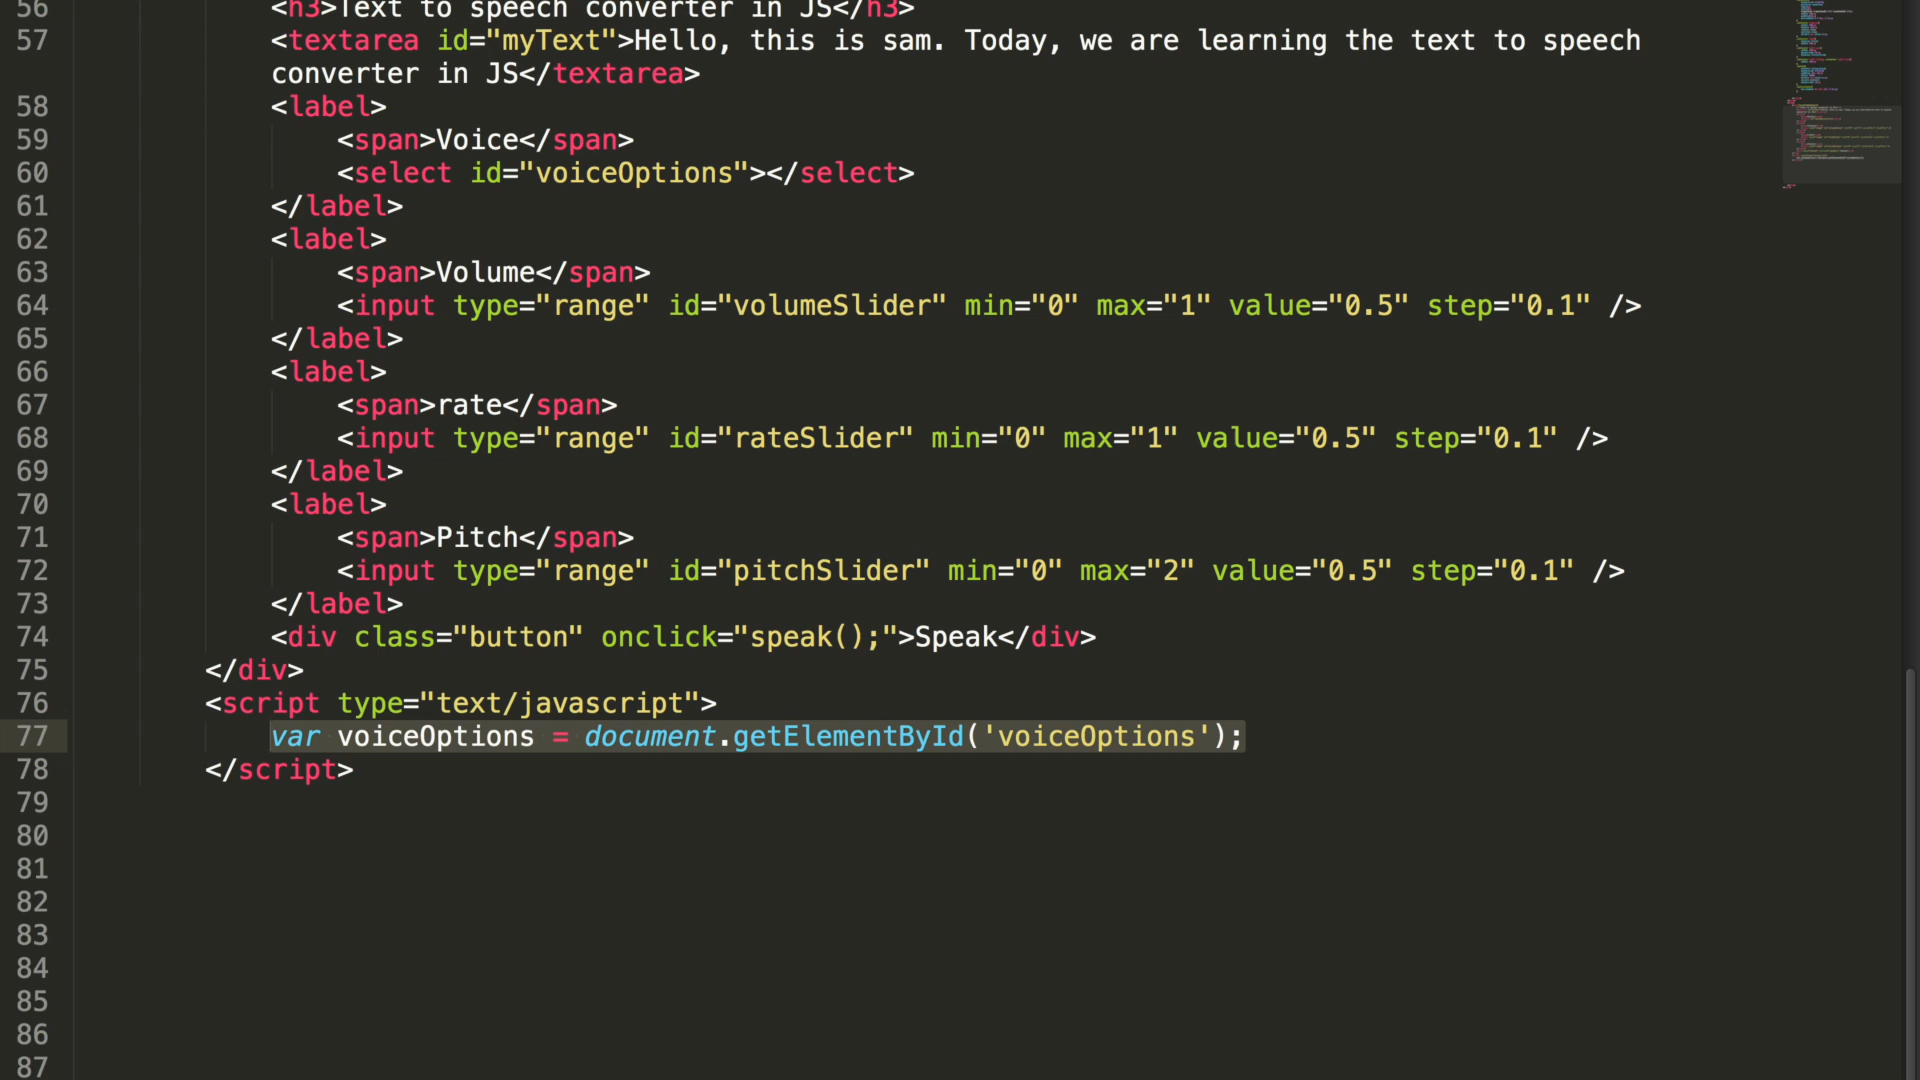 56 <h3>Text to speech converter in JS</h3>
57 <textarea id="myText">Hello, this is sam. Today, we are learning the text to speech
converter in JS</textarea>
58 <label>
59 <span>Voice</span>
60 <select id="voiceOptions"></select>
61 </label>
62 <label>
63 <span>Volume</span>
64 <input type="range" id="volumeSlider" min="0" max="1" value="0.5" step="0.1" />
65 </label>
66 <label>
67 <span>rate</span>
68 <input type="range" id="rateSlider" min="0" max="1" value="0.5" step="0.1" />
69 </label>
70 <label>
71 <span>Pitch</span>
72 <input type="range" id="pitchSlider" min="0" max="2" value="0.5" step="0.1" />
73 </label>
74 <div class="button" onclick="speak();">Speak</div>
75 </div>
76 <script type="text/javascript">
77 var voiceOptions = document.getElementById('voiceOptions');
78 </script>
79
80
81
82
83
84
85
86
87